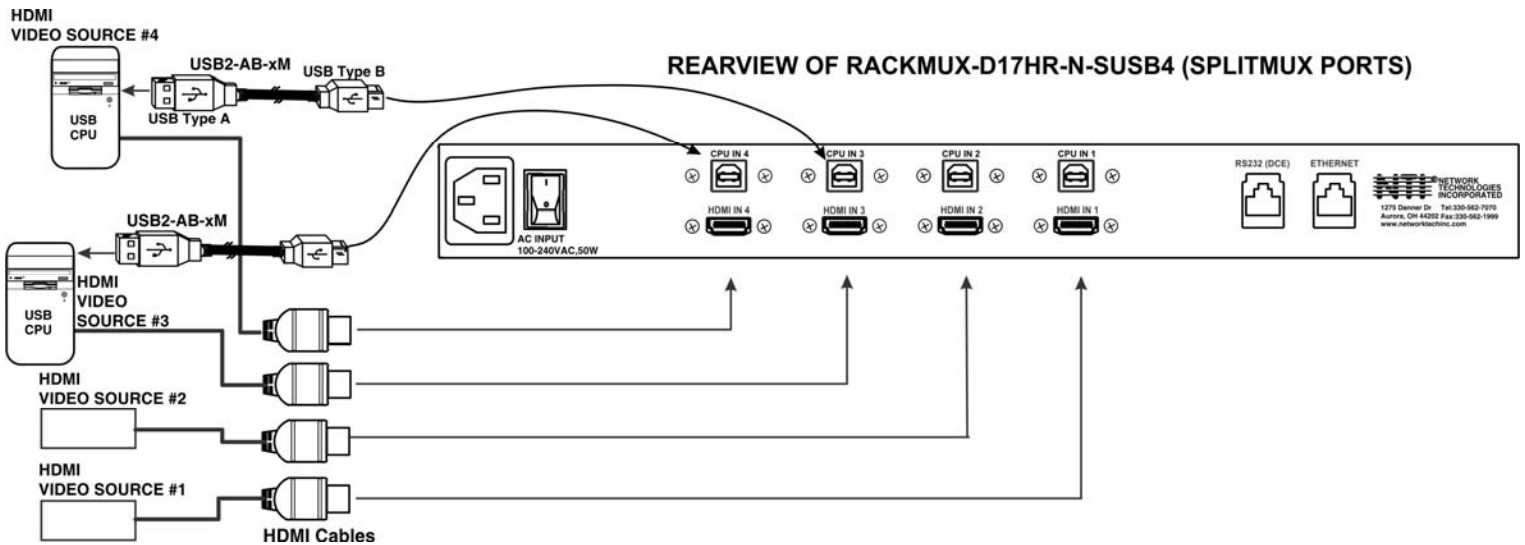 HDMI
VIDEO SOURCE #4
USB2-AB-xM
USB Type B
USB Type A
USB
CPU
REARVIEW OF RACKMUX-D17HR-N-SUSB4 (SPLITMUX PORTS)
CPU IN 4
CPU IN 3
CPU IN 2
CPU IN 1
HDMI IN 4
HDMI IN 3
HDMI IN 2
HDMI IN 1
RS232 (DCE)
ETHERNET
NTI
®NETWORK
TECHNOLOGIES
INCORPORATED
1275 Danner Dr Tel:330-562-7070
Aurora, OH 44202 Fax:330-562-1999
www.networktechinc.com
AC INPUT
100-240VAC,50W
USB2-AB-xM
HDMI
VIDEO
SOURCE #3
USB
CPU
HDMI
VIDEO SOURCE #2
HDMI
VIDEO SOURCE #1
HDMI Cables